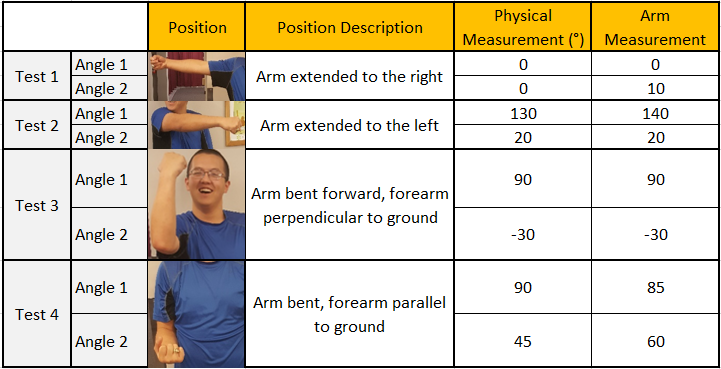 Position Position Description Physical Measurement (°) Arm Measurement
Test 1 Angle 1 Arm extended to the right 0 0
Angle 2 0 10
Test 2 Angle 1 Arm extended to the left 130 140
Angle 2 20 20
Test 3 Angle 1 Arm bent forward, forearm perpendicular to ground 90 90
Angle 2 -30 -30
Test 4 Angle 1 Arm bent, forearm parallel to ground 90 85
Angle 2 45 60